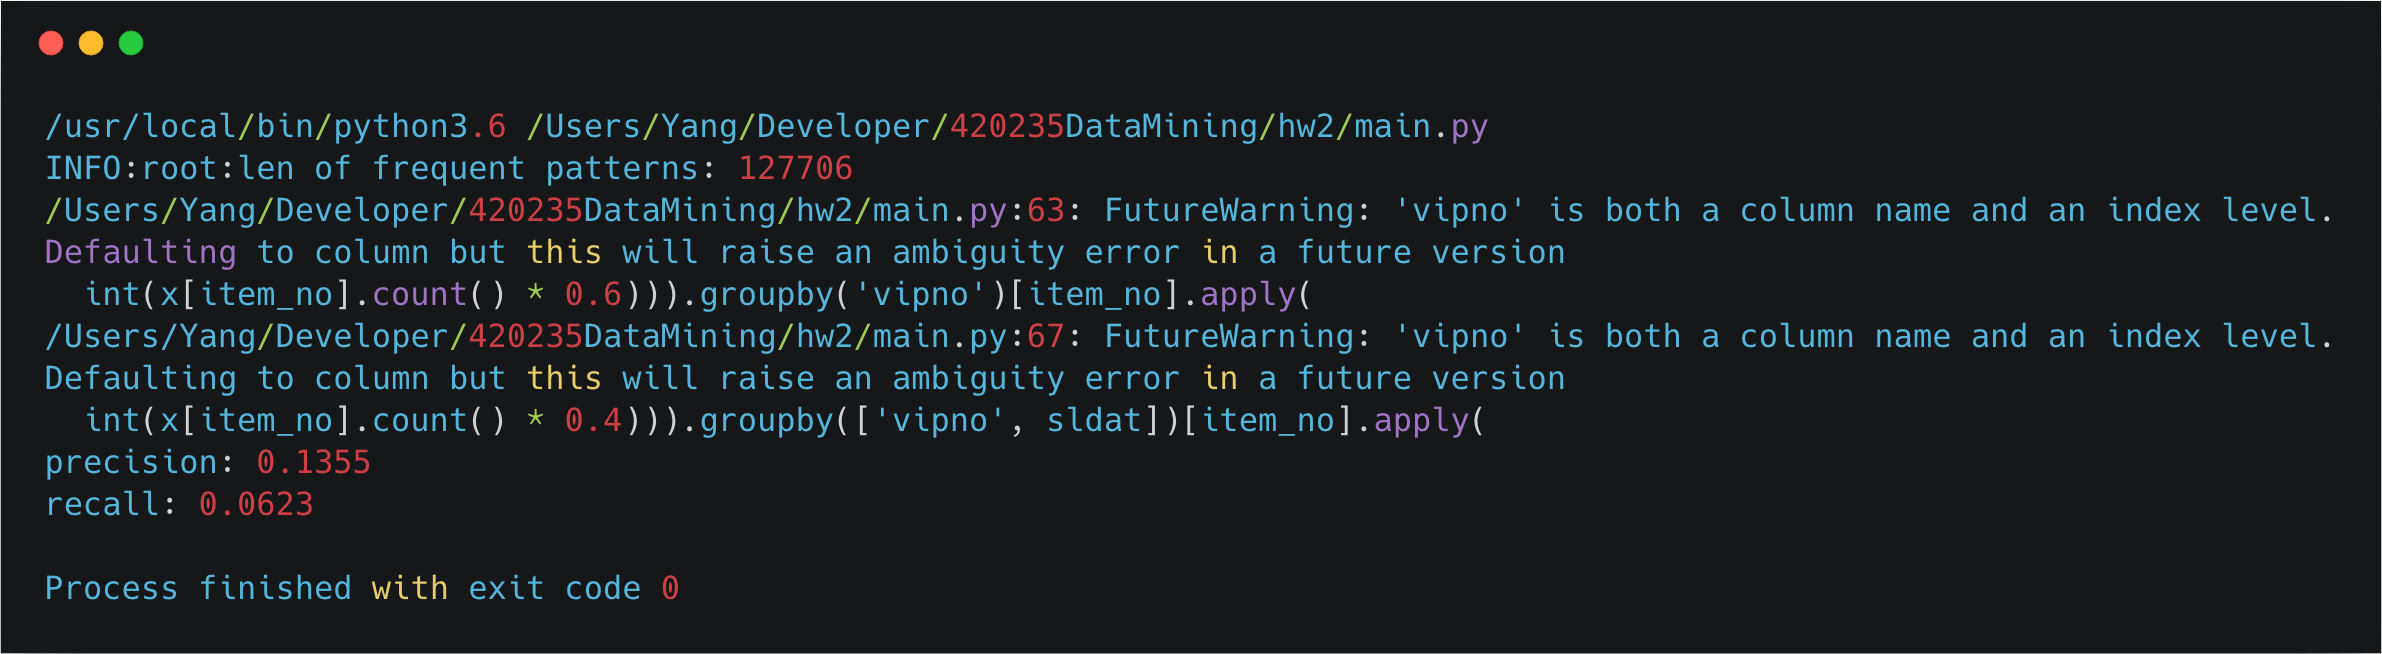 /usr/local/bin/python3.6 /Users/Yang/Developer/420235DataMining/hw2/main.py
INFO:root:len of frequent patterns: 127706
/Users/Yang/Developer/420235DataMining/hw2/main.py:63: FutureWarning: 'vipno' is both a column name and an index level.
Defaulting to column but this will raise an ambiguity error in a future version
  int(x[item_no].count() * 0.6))).groupby('vipno')[item_no].apply(
/Users/Yang/Developer/420235DataMining/hw2/main.py:67: FutureWarning: 'vipno' is both a column name and an index level.
Defaulting to column but this will raise an ambiguity error in a future version
  int(x[item_no].count() * 0.4))).groupby(['vipno', sldat])[item_no].apply(
precision: 0.1355
recall: 0.0623

Process finished with exit code 0